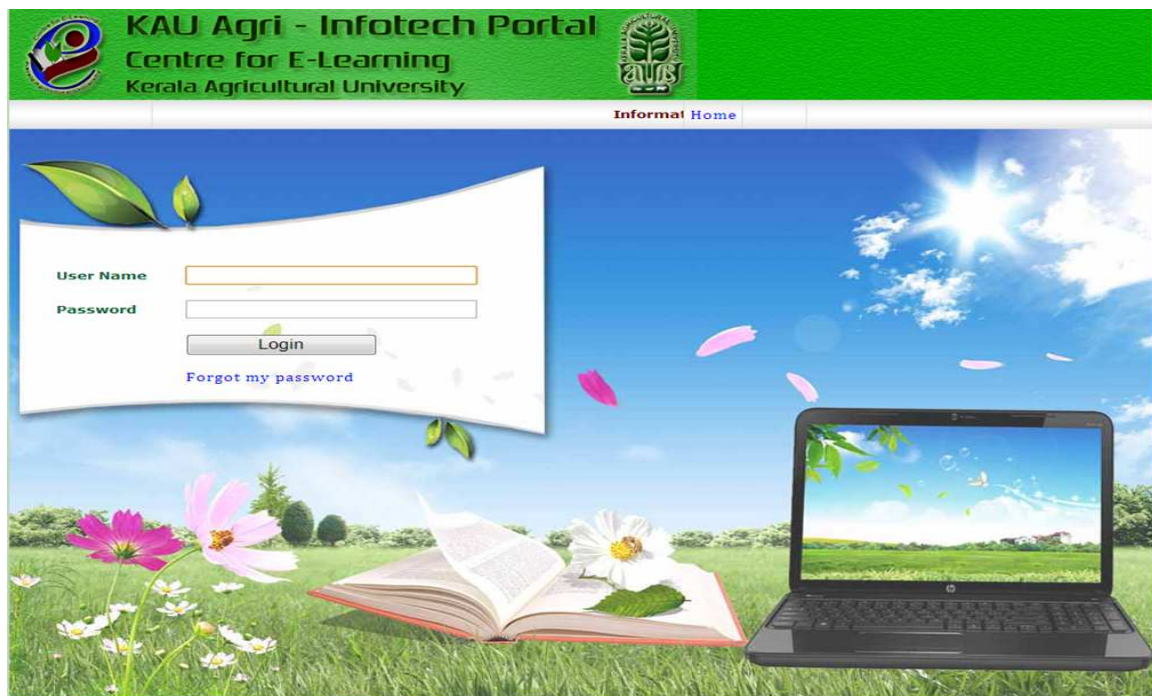 KAU Agri - Infotech Portal
Centre for E-Learning
Kerala Agricultural University
Informat Home
User Name
Password
Login
Forgot my password